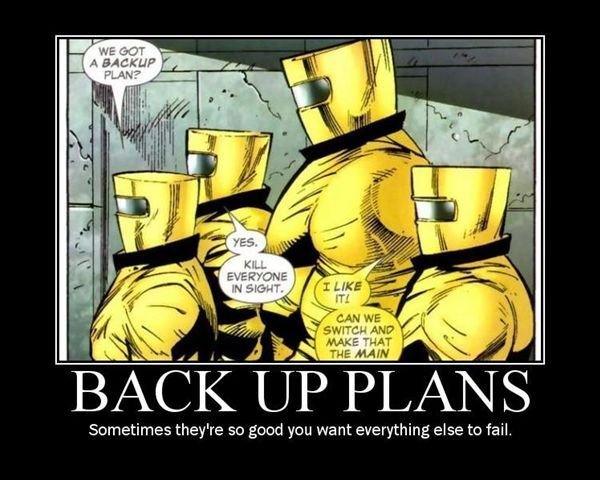 WE GOT
A BACKUP
PLAN?
YES.
KILL
EVERYONE
IN SIGHT.
I LIKE
IT!
CAN WE
SWITCH AND
MAKE THAT
THE MAIN
BACK UP PLANS
Sometimes they're so good you want everything else to fail.